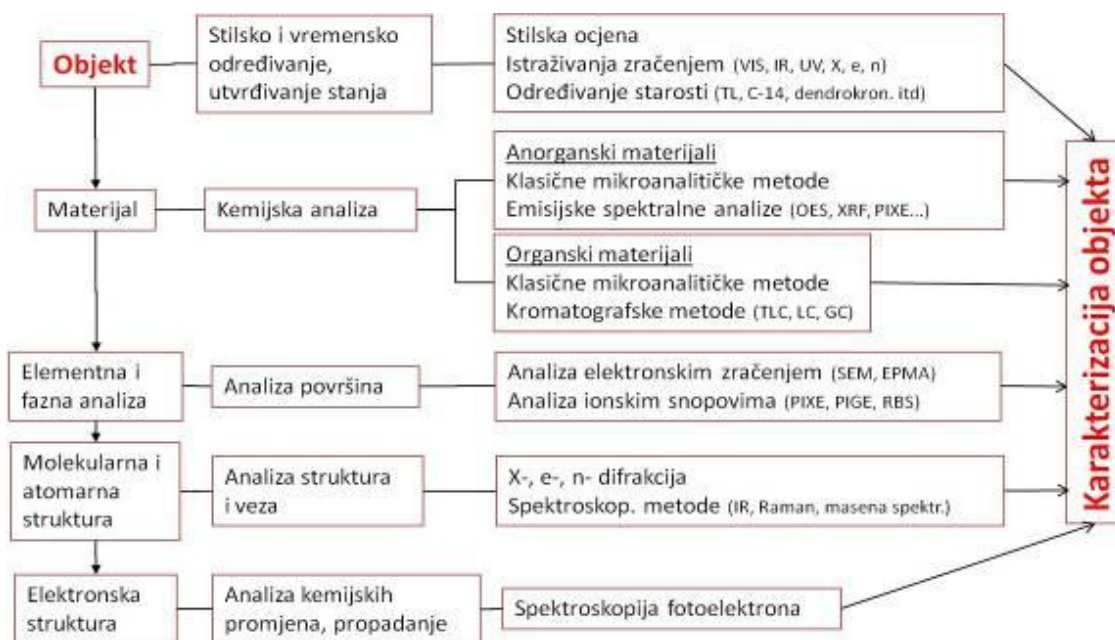 Objekt
Stilsko i vremensko
određivanje,
utvrđivanje stanja
Stilska ocjena
Istraživanja zračenjem (VIS, IR, UV, X, e, n)
Određivanje starosti (TL, C-14, dendrokron. itd)
Materijal
Kemijska analiza
Anorganski materijali
Klasične mikroanalitičke metode
Emisijske spektralne analize (OES, XRF, PIXE...)
Organski materijali
Klasične mikroanalitičke metode
Kromatografske metode (TLC, LC, GC)
Elementna i
fazna analiza
Analiza površina
Analiza elektronskim zračenjem (SEM, EPMA)
Analiza ionskim snopovima (PIXE, PIGE, RBS)
Molekularna i
atomarna
struktura
Analiza struktura
i veza
X-, e-, n- difrakcija
Spektroskop. metode (IR, Raman, masena spektr.)
Elektronska
struktura
Analiza kemijskih
promjena, propadanje
Spektroskopija fotoelektrona
Karakterizacija objekta